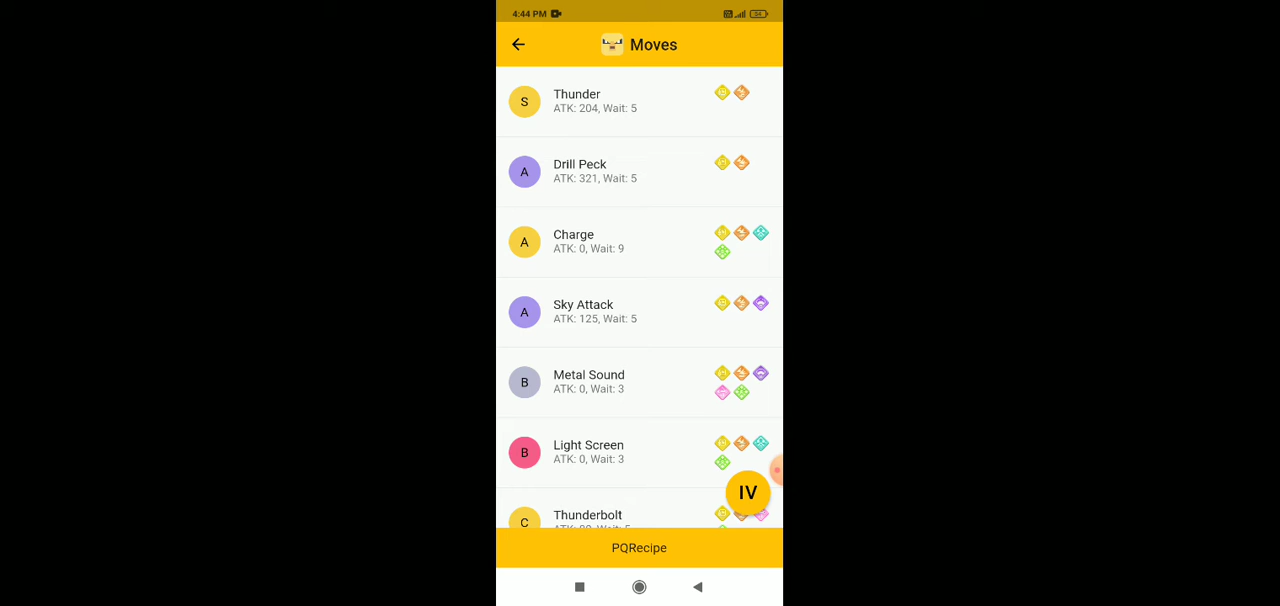 4:44 PM
54
Moves
S
Thunder
ATK: 204, Wait: 5
A
Drill Peck
ATK: 321, Wait: 5
A
Charge
ATK: 0, Wait: 9
A
Sky Attack
ATK: 125, Wait: 5
B
Metal Sound
ATK: 0, Wait: 3
B
Light Screen
ATK: 0, Wait: 3
IV
C
Thunderbolt
PQRecipe